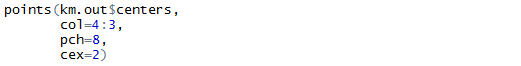 points(km.out$centers,
       col=4:3,
       pch=8,
       cex=2)